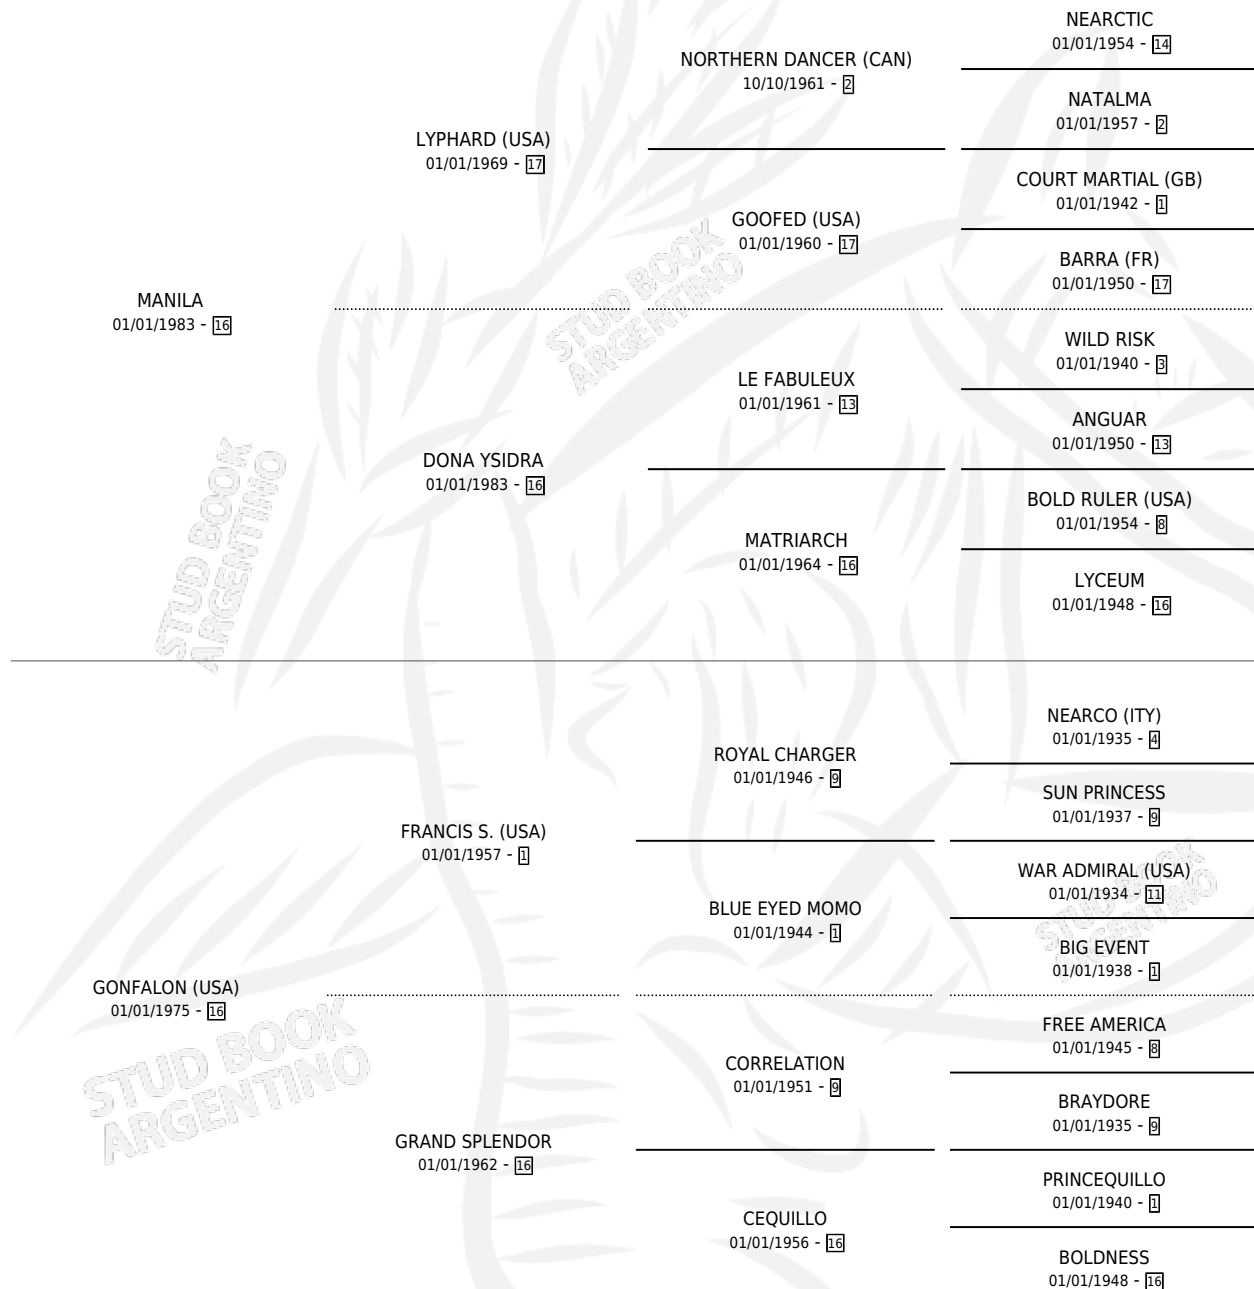 NEARCTIC
01/01/1954 - 14
NORTHERN DANCER (CAN)
10/10/1961 - 2
NATALMA
01/01/1957 - 2
LYPHARD (USA)
01/01/1969 - 17
COURT MARTIAL (GB)
01/01/1942 - 1
GOOFED (USA)
01/01/1960 - 17
BARRA (FR)
01/01/1950 - 17
MANILA
01/01/1983 - 16
WILD RISK
01/01/1940 - 3
LE FABULEUX
01/01/1961 - 13
ANGUAR
01/01/1950 - 13
DONA YSIDRA
01/01/1983 - 16
BOLD RULER (USA)
01/01/1954 - 8
MATRIARCH
01/01/1964 - 16
LYCEUM
01/01/1948 - 16
NEARCO (ITY)
01/01/1935 - 4
ROYAL CHARGER
01/01/1946 - 9
SUN PRINCESS
01/01/1937 - 9
FRANCIS S. (USA)
01/01/1957 - 1
WAR ADMIRAL (USA)
01/01/1934 - 11
BLUE EYED MOMO
01/01/1944 - 1
BIG EVENT
01/01/1938 - 1
GONFALON (USA)
01/01/1975 - 16
FREE AMERICA
01/01/1945 - 8
CORRELATION
01/01/1951 - 9
BRAYDORE
01/01/1935 - 9
GRAND SPLENDOR
01/01/1962 - 16
PRINCEQUILLO
01/01/1940 - 1
CEQUILLO
01/01/1956 - 16
BOLDNESS
01/01/1948 - 16
STUD BOOK
ARGENTINO
STUD BOOK
ARGENTINO
STUD BOOK
ARGENTINO
STUD BOOK
ARGENTINO